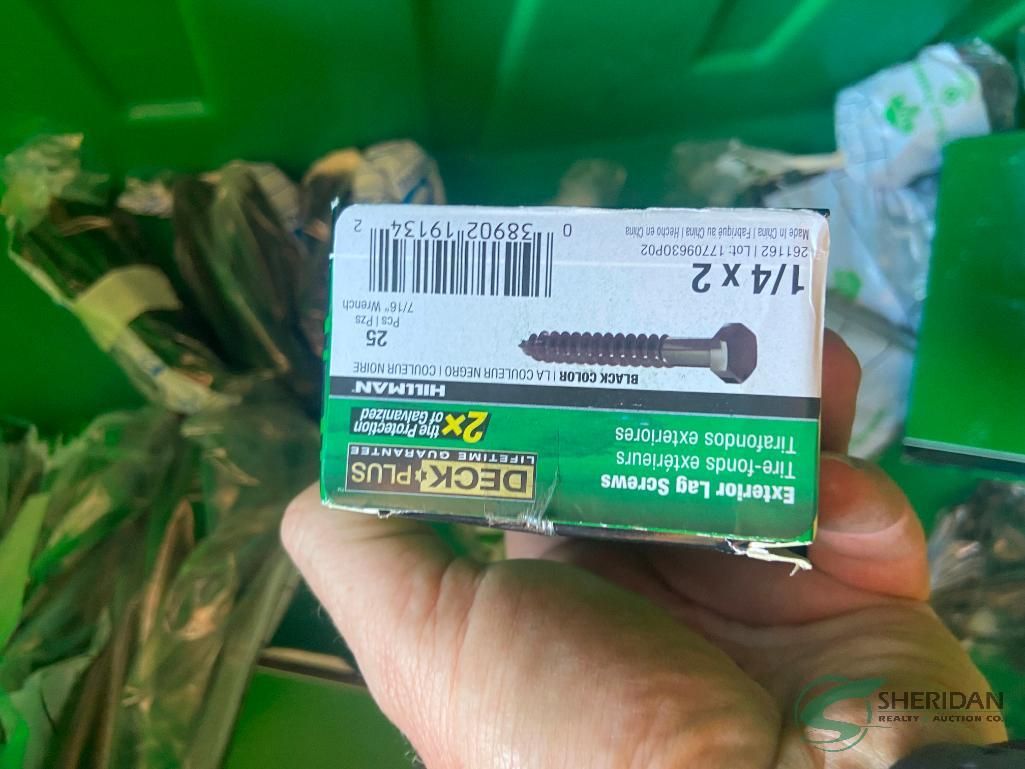 Exterior Lag Screws
Tire-fonds extérieurs
Tirafondos exteriores
DECK PLUS
LIFETIME GUARANTEE
2x the Protection
of Galvanized
HILLMAN
BLACK COLOR | LA COULEUR NEGRO | COULEUR NOIRE
25
Pcs | Pzs
7/16" Wrench
1/4 x 2
261162 | Lot: 17709630P02
Made in China | Fabriqué au China | Hecho en China
0 38902 19134 2
SHERIDAN
REALTY AUCTION CO.